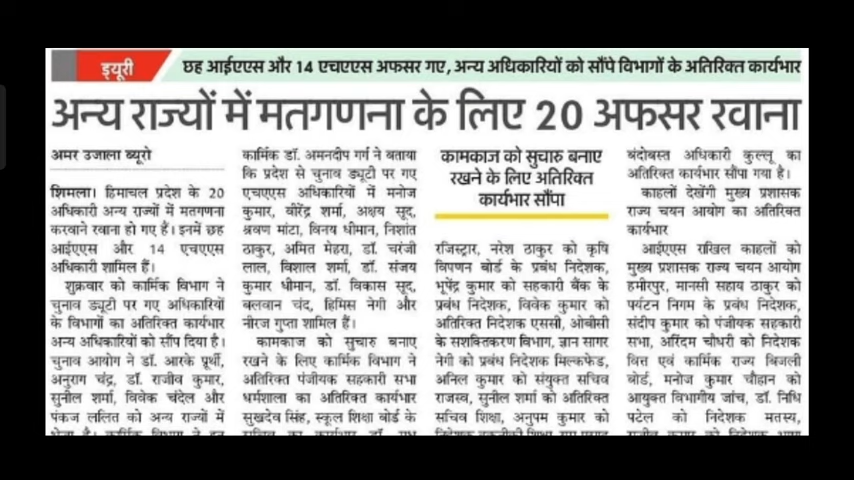 ड्यूटी
छह आईएएस और 14 एचएएस अफसर गए, अन्य अधिकारियों को सौंपे विभागों के अतिरिक्त कार्यभार
अन्य राज्यों में मतगणना के लिए 20 अफसर रवाना
अमर उजाला ब्यूरो
शिमला। हिमाचल प्रदेश के 20
अधिकारी अन्य राज्यों में मतगणना
करवाने रवाना हो गए हैं। इनमें छह
आईएएस और 14 एचएएस
अधिकारी शामिल हैं।
शुक्रवार को कार्मिक विभाग ने
चुनाव ड्यूटी पर गए अधिकारियों
के विभागों का अतिरिक्त कार्यभार
अन्य अधिकारियों को सौंप दिया है।
चुनाव आयोग ने डॉ. आरके प्रूर्थी,
अनुराग चंद्र, डॉ. राजीव कुमार,
सुनील शर्मा, विवेक चंदेल और
पंकज ललित को अन्य राज्यों में
भेजा है। कार्मिक विभाग ने इन
कार्मिक डॉ. अमनदीप गर्ग ने बताया
कि प्रदेश से चुनाव ड्यूटी पर गए
एचएएस अधिकारियों में मनोज
कुमार, वीरेंद्र शर्मा, अक्षय सूद,
श्रवण मांटा, विनय धीमान, निशांत
ठाकुर, अमित मेहरा, डॉ. चरंजी
लाल, विशाल शर्मा, डॉ. संजय
कुमार धीमान, डॉ. विकास सूद,
बलवान चंद, हिमिस नेगी और
नीरज गुप्ता शामिल हैं।
कामकाज को सुचारु बनाए
रखने के लिए कार्मिक विभाग ने
अतिरिक्त पंजीयक सहकारी सभा
धर्मशाला का अतिरिक्त कार्यभार
सुखदेव सिंह, स्कूल शिक्षा बोर्ड के
सचिव का कार्यभार डॉ.
कामकाज को सुचारु बनाए
रखने के लिए अतिरिक्त
कार्यभार सौंपा
रजिस्ट्रार, नरेश ठाकुर को कृषि
विपणन बोर्ड के प्रबंध निदेशक,
भूपेंद्र कुमार को सहकारी बैंक के
प्रबंध निदेशक, विवेक कुमार को
अतिरिक्त निदेशक एससी, ओबीसी
के सशक्तिकरण विभाग, ज्ञान सागर
नेगी को प्रबंध निदेशक मिल्कफेड,
अनिल कुमार को संयुक्त सचिव
राजस्व, सुनील शर्मा को अतिरिक्त
सचिव शिक्षा, अनुपम कुमार को
निदेशक तकनीकी शिक्षा,
बंदोबस्त अधिकारी कुल्लू का
अतिरिक्त कार्यभार सौंपा गया है।
काहलों देखेंगी मुख्य प्रशासक
राज्य चयन आयोग का अतिरिक्त
कार्यभार
आईएएस राखिल काहलों को
मुख्य प्रशासक राज्य चयन आयोग
हमीरपुर, मानसी सहाय ठाकुर को
पर्यटन निगम के प्रबंध निदेशक,
संदीप कुमार को पंजीयक सहकारी
सभा, अरिंदम चौधरी को निदेशक
वित्त एवं कार्मिक राज्य बिजली
बोर्ड, मनोज कुमार चौहान को
आयुक्त विभागीय जांच, डॉ. निधि
पटेल को निदेशक मतस्य,
कुमार को निदेशक